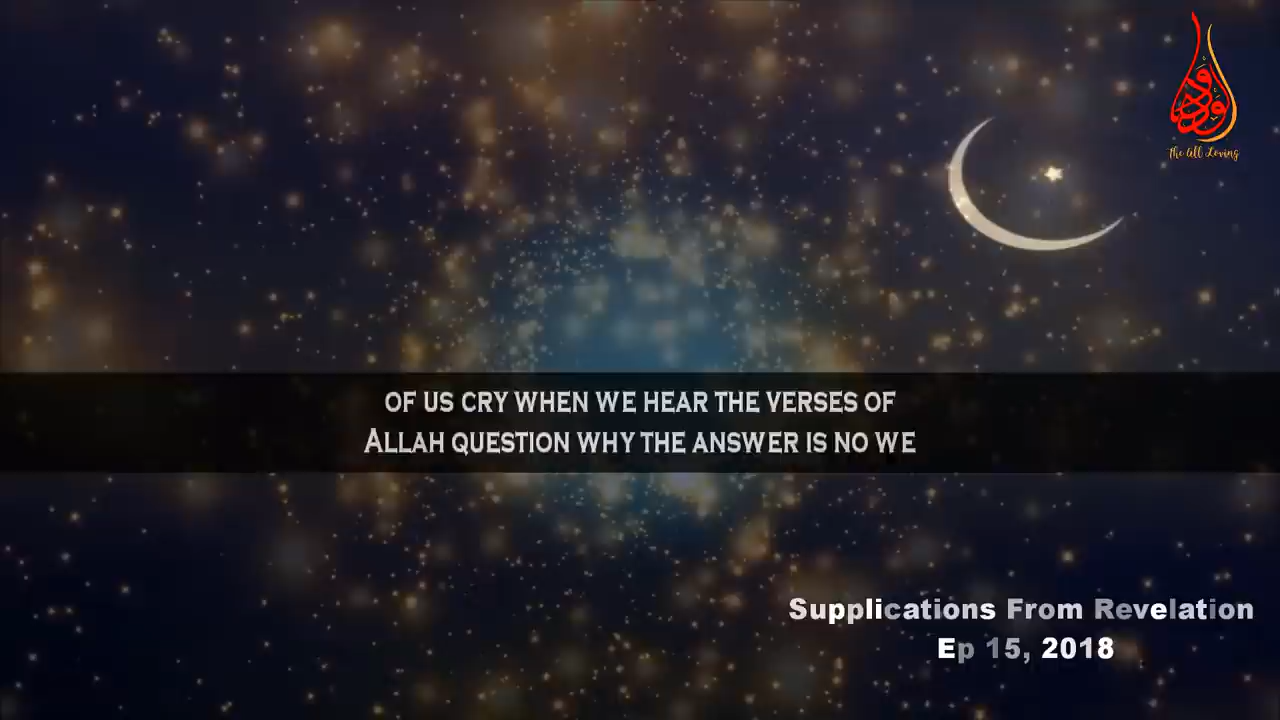 الودود
The All Loving
OF US CRY WHEN WE HEAR THE VERSES OF
ALLAH QUESTION WHY THE ANSWER IS NO WE
Supplications From Revelation
Ep 15, 2018